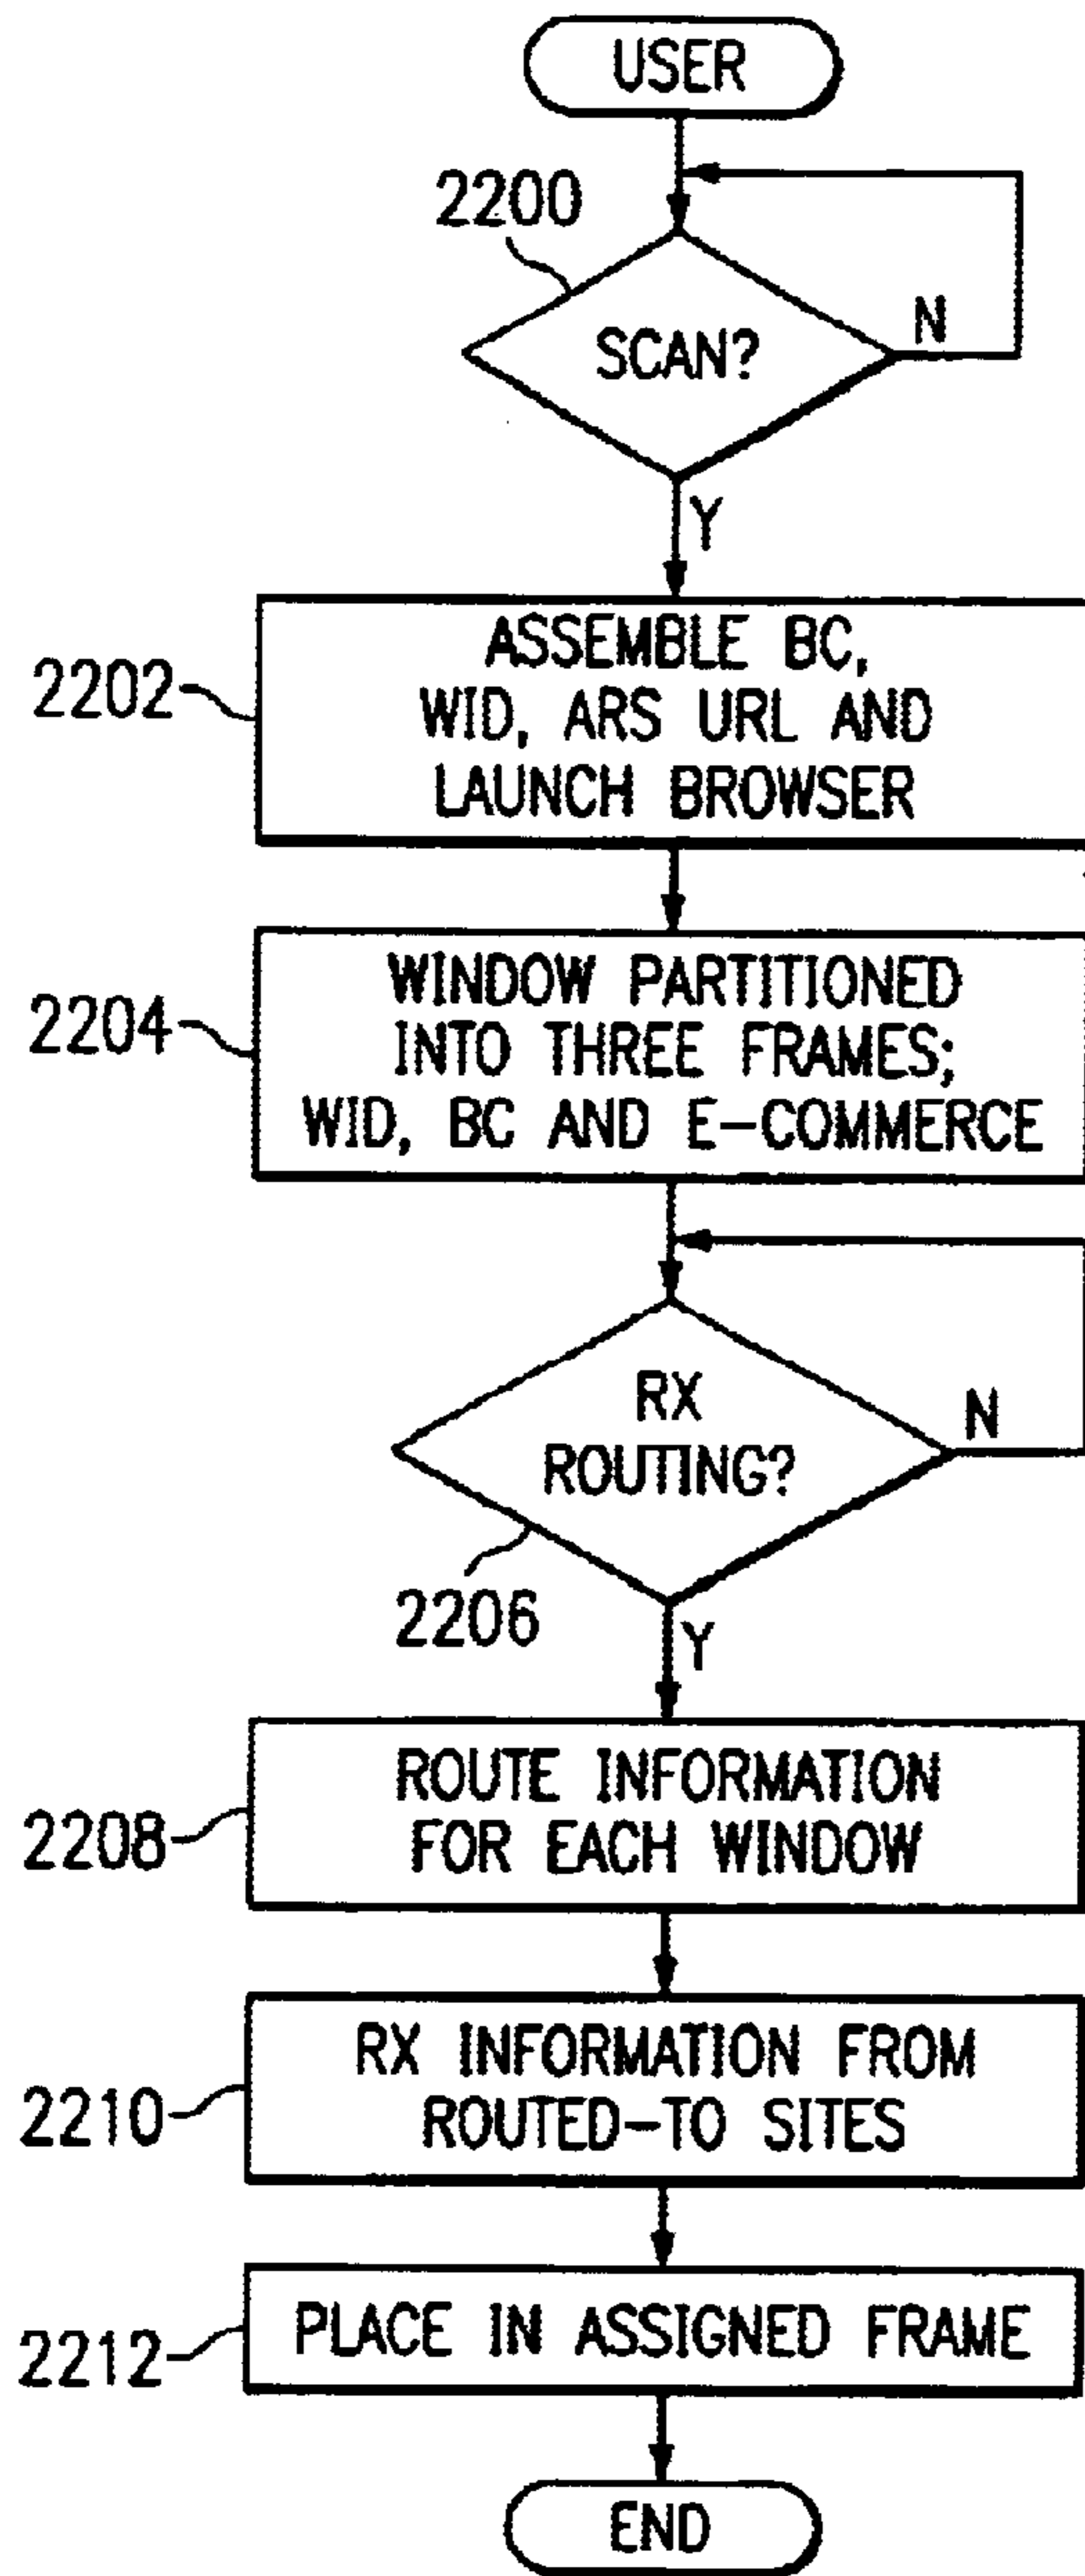 USER
2200
SCAN?
N
Y
2202
ASSEMBLE BC,
WID, ARS URL AND
LAUNCH BROWSER
2204
WINDOW PARTITIONED
INTO THREE FRAMES;
WID, BC AND E-COMMERCE
RX
ROUTING?
N
2206
Y
2208
ROUTE INFORMATION
FOR EACH WINDOW
2210
RX INFORMATION FROM
ROUTED-TO SITES
2212
PLACE IN ASSIGNED FRAME
END